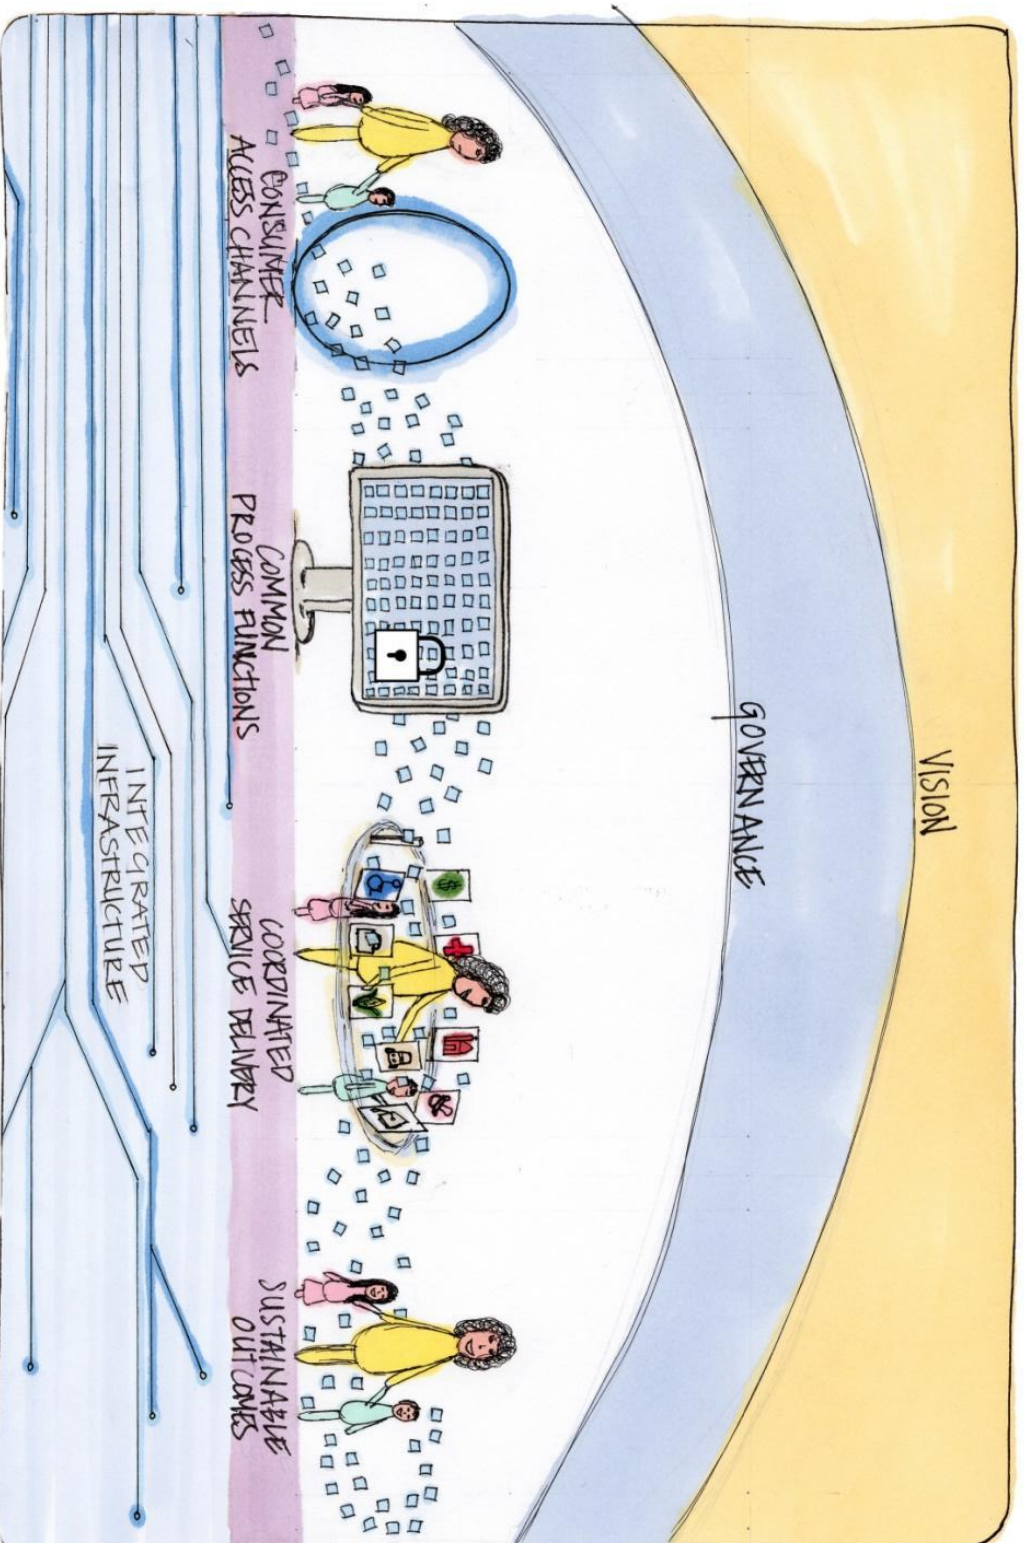 VISION
GOVERNANCE
CONSUMER
ACCESS CHANNELS
COMMON
PROCESS FUNCTIONS
COORDINATED
SERVICE DELIVERY
SUSTAINABLE
OUTCOMES
INTEGRATED
INFRASTRUCTURE